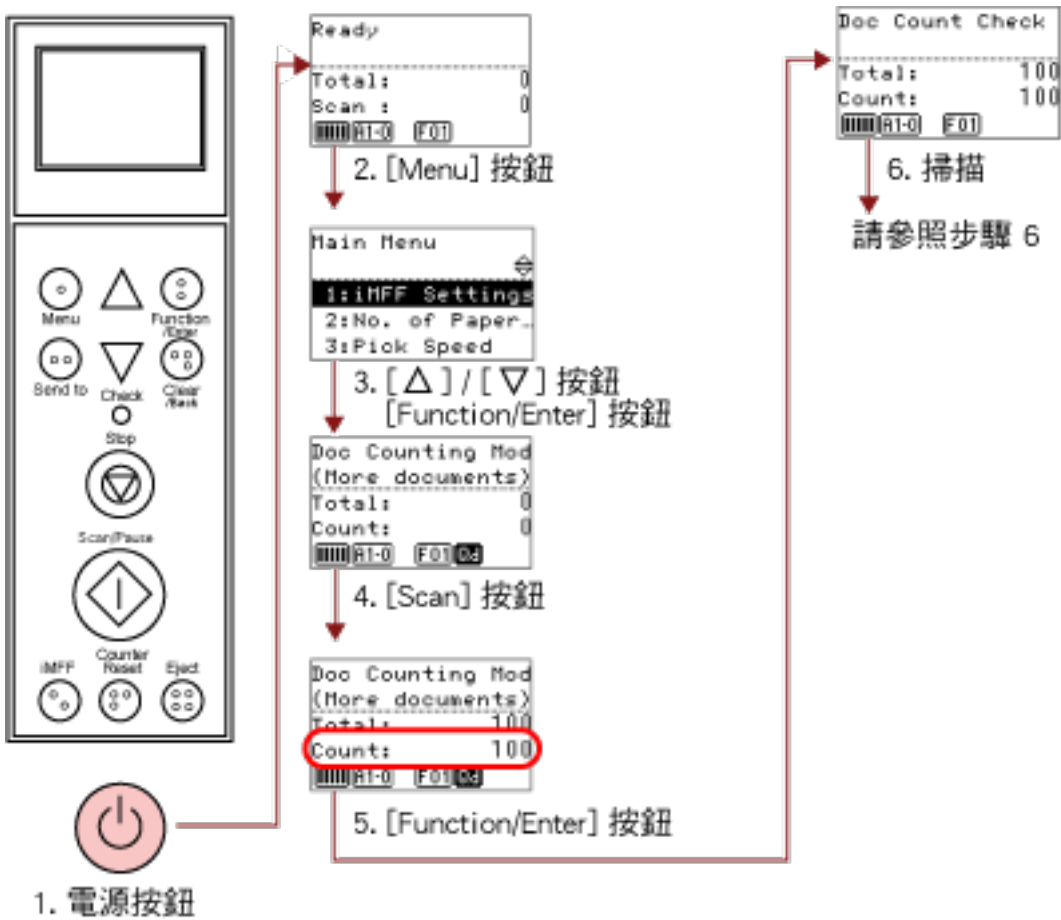 Menu
Function
/Enter
Send to
Check
Clear
/Back
Stop
Scan/Pause
iMFF
Counter
Reset
Eject
1. 電源按鈕
Ready
Total: 0
Scan : 0
A1-0 F01
2. [Menu] 按鈕
Main Menu
1:iMFF Settings
2:No. of Paper…
3:Pick Speed
3. [△] / [▽] 按鈕
[Function/Enter] 按鈕
Doc Counting Mod
(More documents)
Total: 0
Count: 0
A1-0 F01
4. [Scan] 按鈕
Doc Counting Mod
(More documents)
Total: 100
Count: 100
A1-0 F01
5. [Function/Enter] 按鈕
Doc Count Check
Total: 100
Count: 100
A1-0 F01
6. 掃描
請參照步驟 6